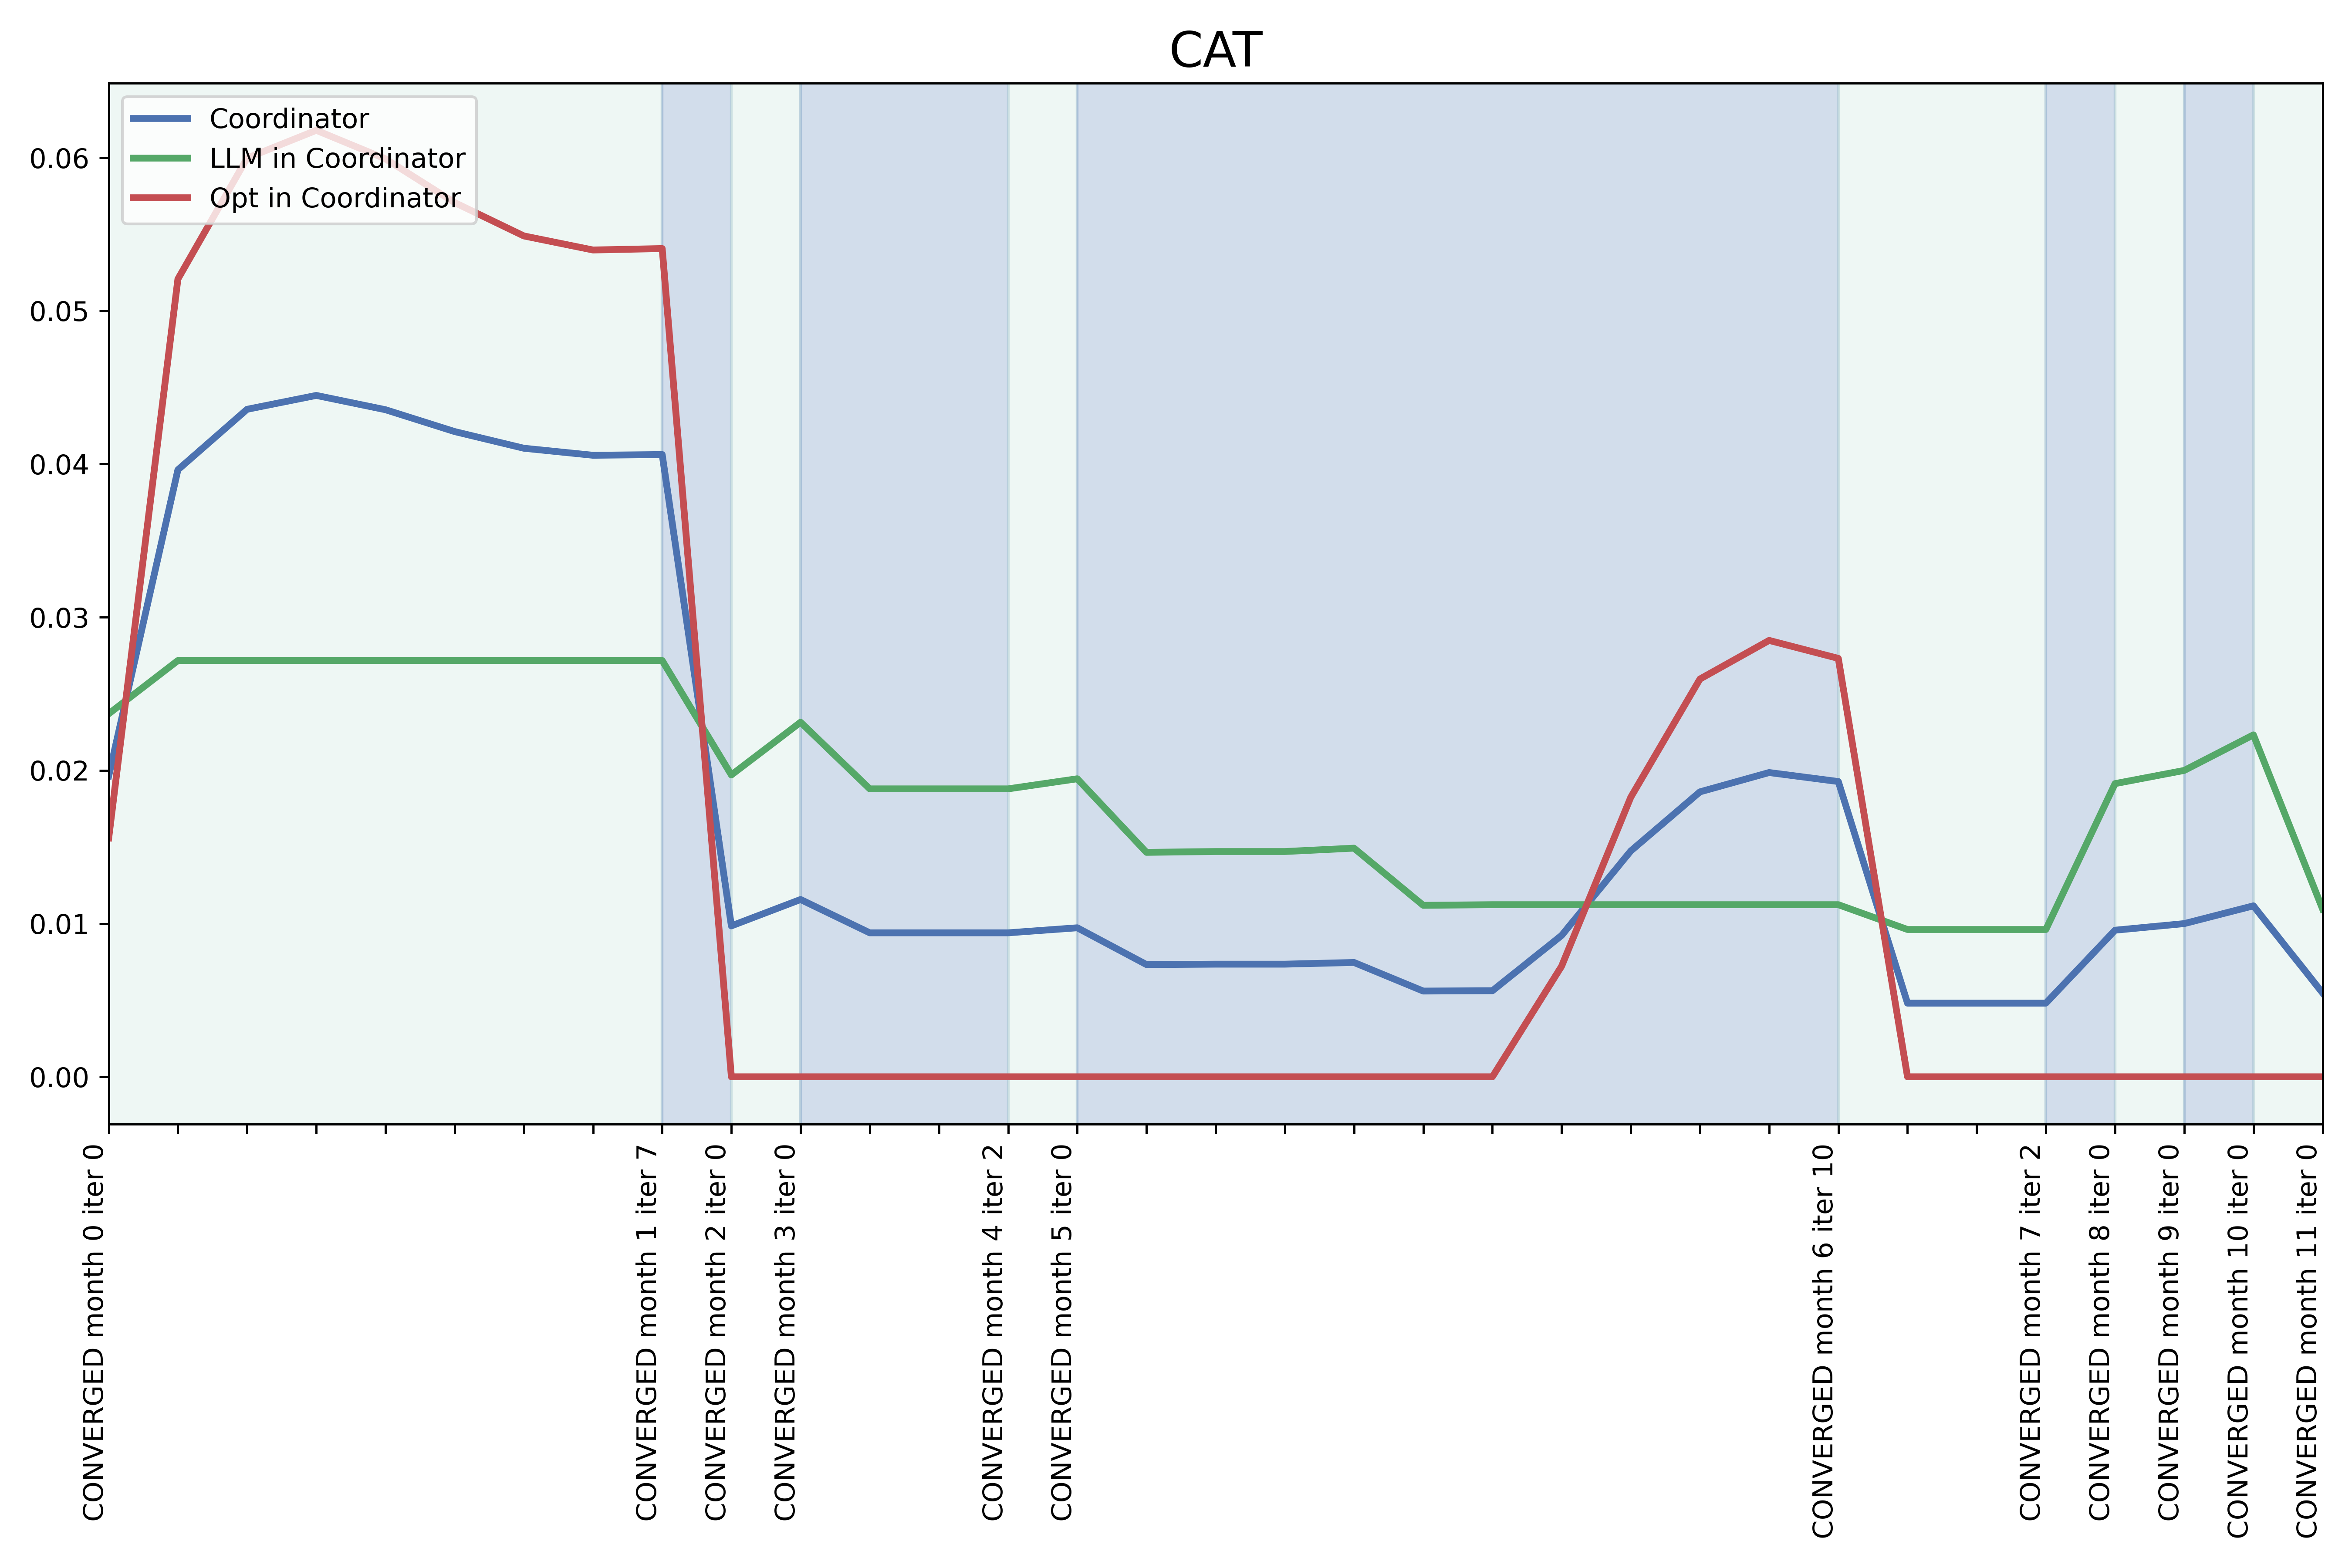 CAT
Coordinator
LLM in Coordinator
Opt in Coordinator
0.06
0.05
0.04
0.03
0.02
0.01
0.00
CONVERGED month 0 iter 0
CONVERGED month 1 iter 7
CONVERGED month 2 iter 0
CONVERGED month 3 iter 0
CONVERGED month 4 iter 2
CONVERGED month 5 iter 0
CONVERGED month 6 iter 10
CONVERGED month 7 iter 2
CONVERGED month 8 iter 0
CONVERGED month 9 iter 0
CONVERGED month 10 iter 0
CONVERGED month 11 iter 0